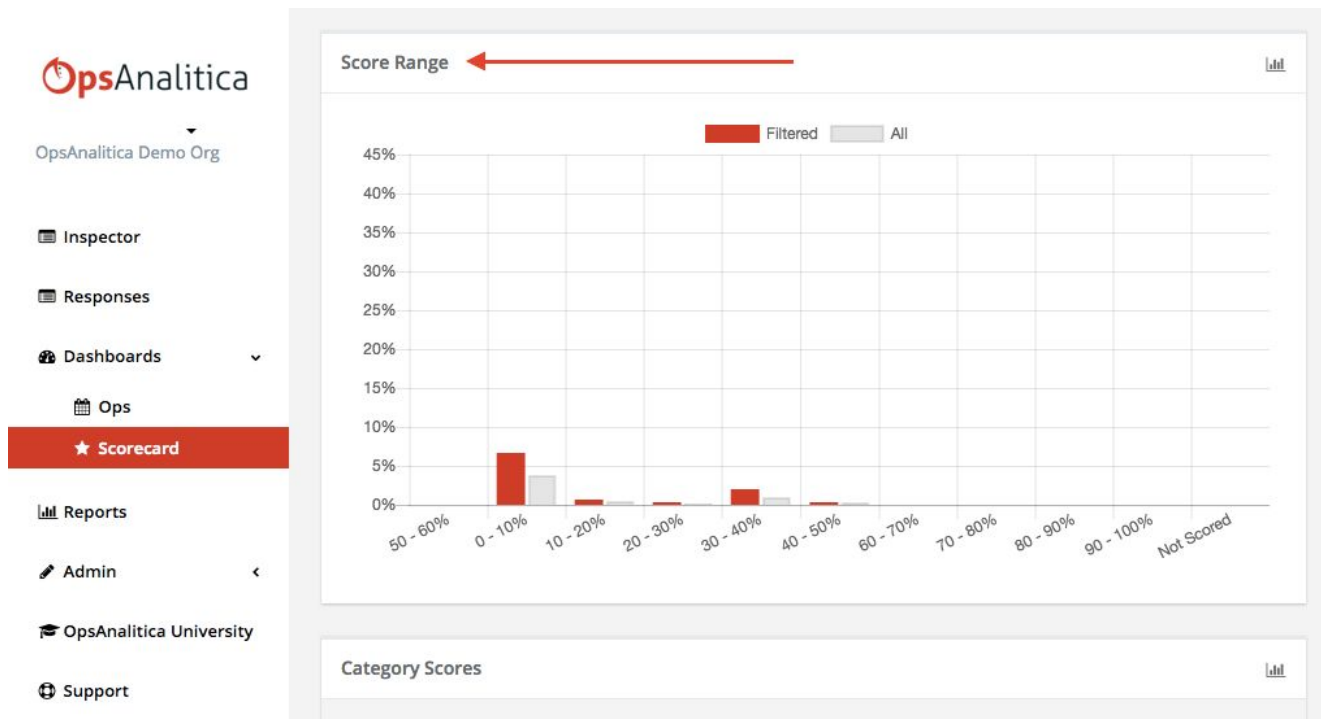 OpsAnalitica
OpsAnalitica Demo Org
Inspector
Responses
Dashboards
Ops
Scorecard
Reports
Admin
OpsAnalitica University
Support
Score Range
Filtered All
45%
40%
35%
30%
25%
20%
15%
10%
5%
0%
50 - 60% 0 - 10% 10 - 20% 20 - 30% 30 - 40% 40 - 50% 60 - 70% 70 - 80% 80 - 90% 90 - 100% Not Scored
Category Scores